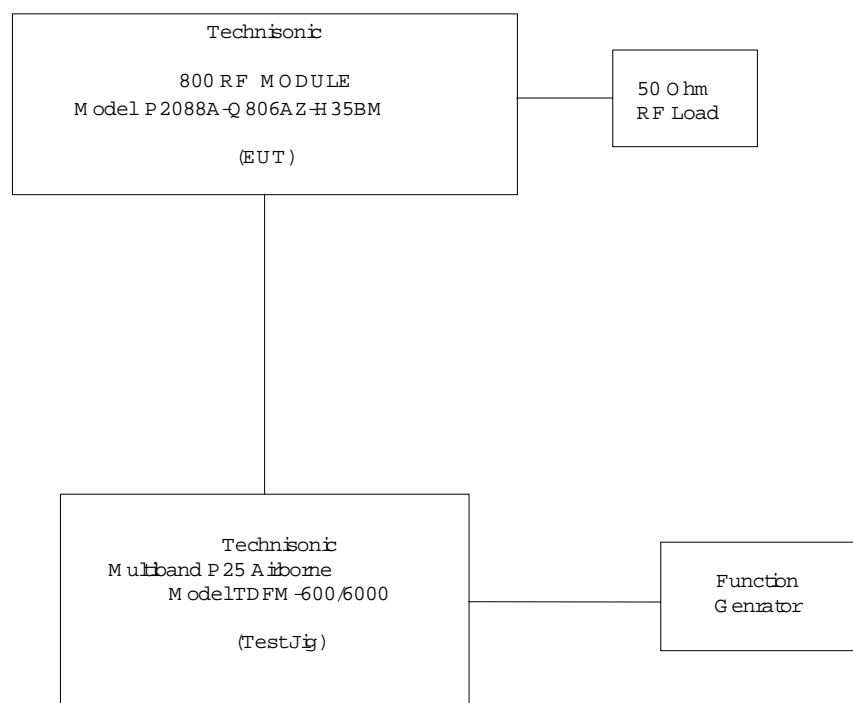 Technisonic
800 RF MODULE
Model P2088A-Q806AZ-H35BM
(EUT)
50 Ohm
RF Load
Technisonic
Multiband P25 Airborne
Model TDFM-600/6000
(Test Jig)
Function
Genrator